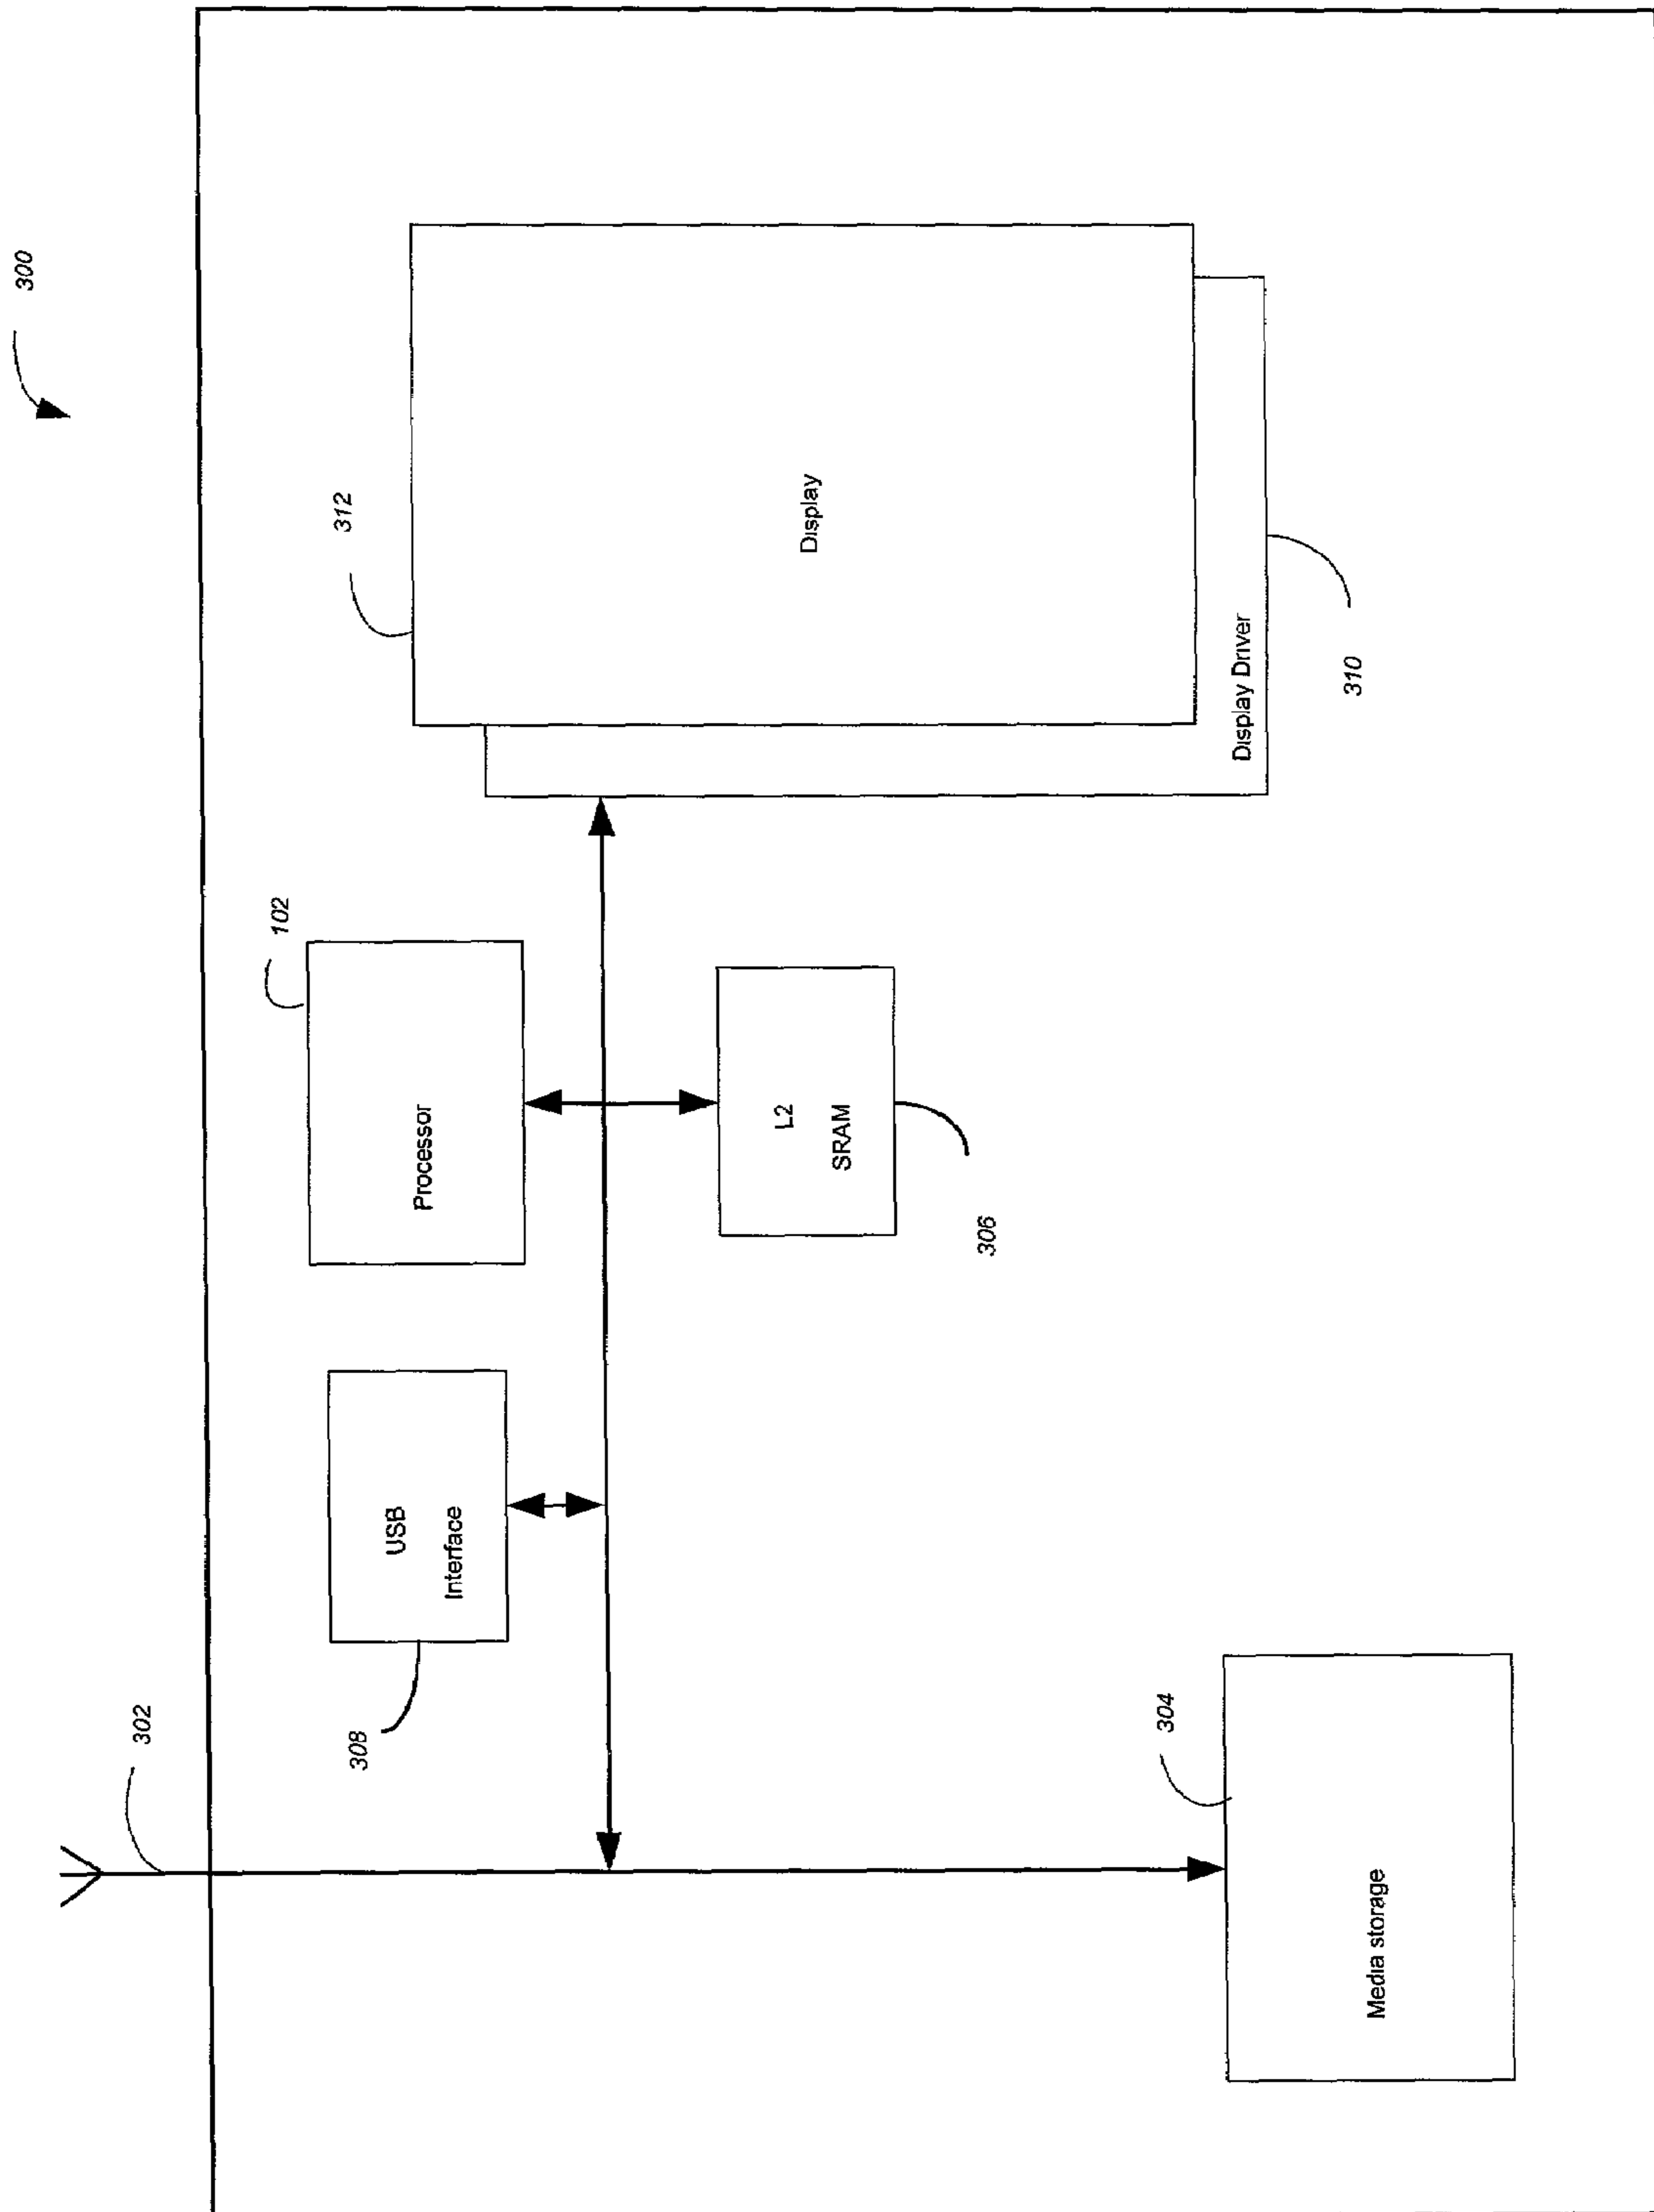 300
302
308
USB
Interface
Processor
102
312
Display
Display Driver
310
L2
SRAM
306
304
Media storage